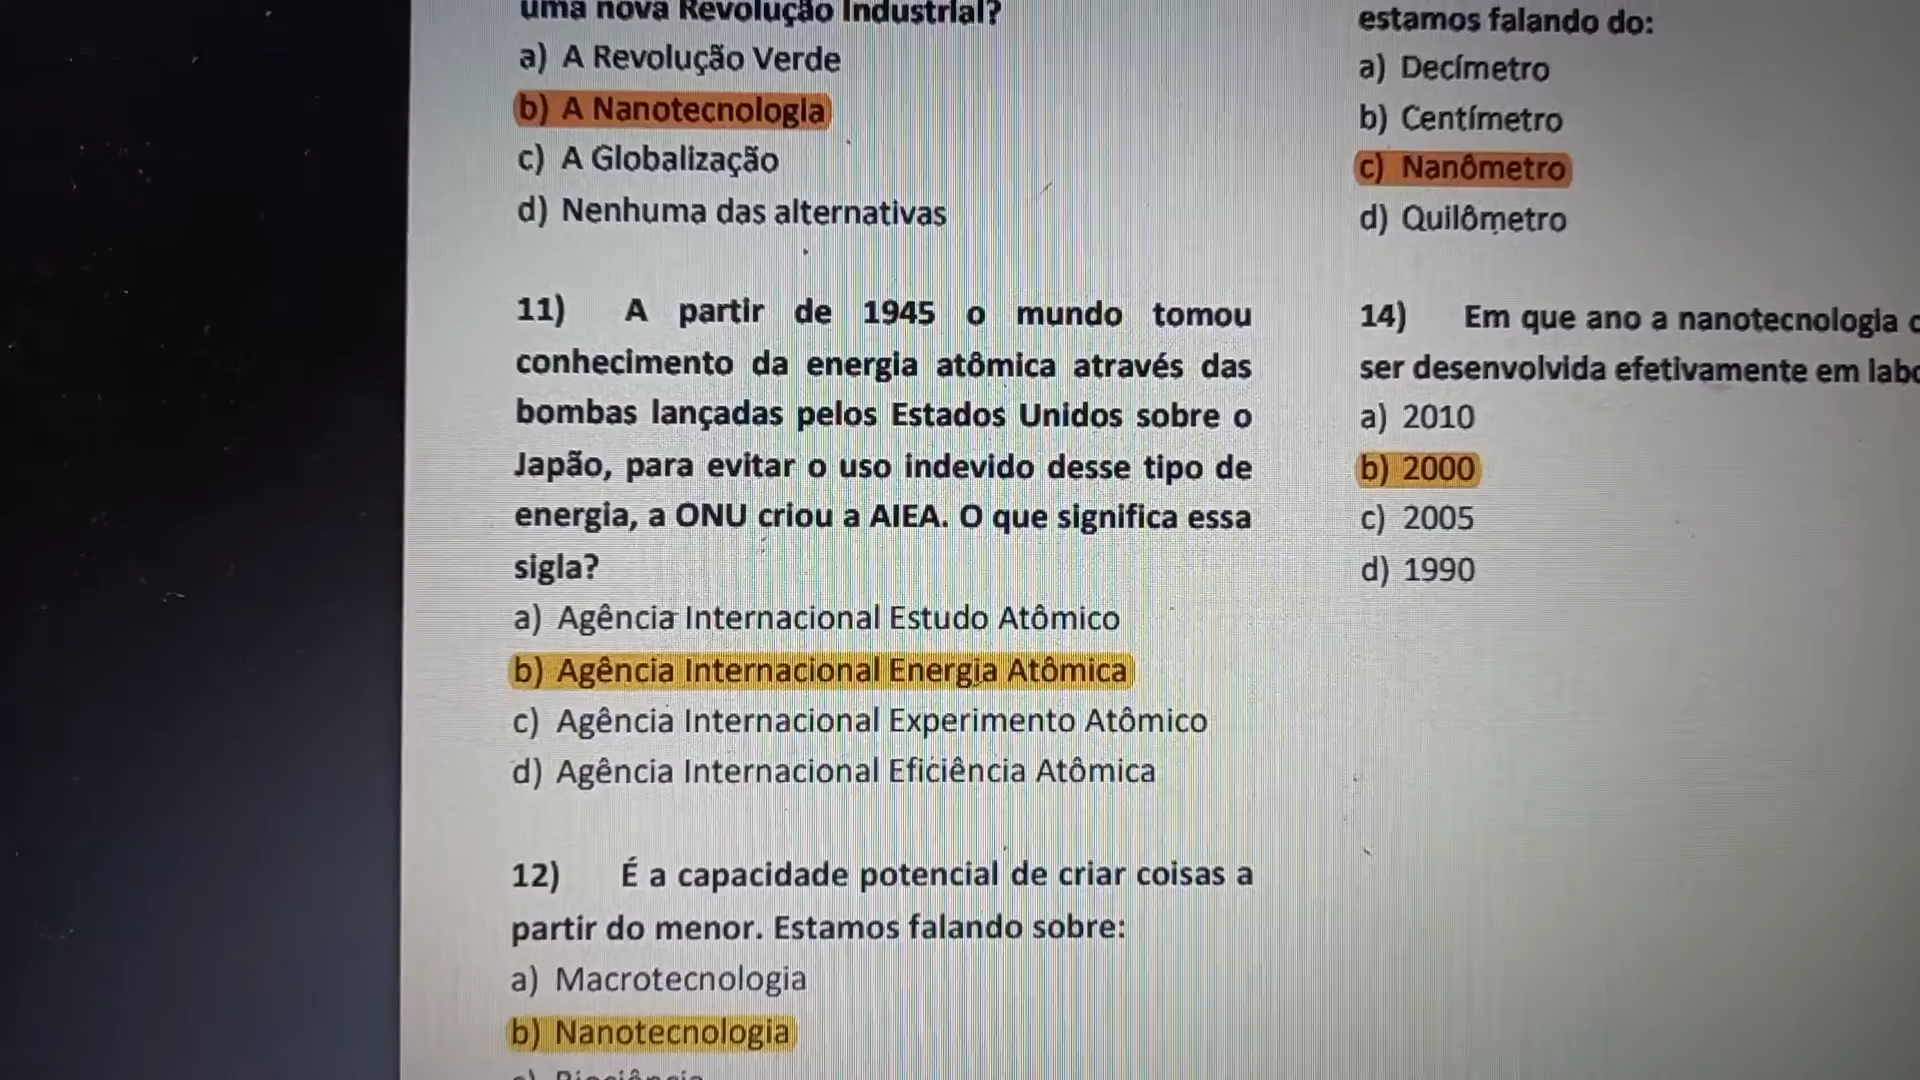 uma nova Revolução Industrial?
a) A Revolução Verde
b) A Nanotecnologia
c) A Globalização
d) Nenhuma das alternativas
11) A partir de 1945 o mundo tomou
conhecimento da energia atômica através das
bombas lançadas pelos Estados Unidos sobre o
Japão, para evitar o uso indevido desse tipo de
energia, a ONU criou a AIEA. O que significa essa
sigla?
a) Agência Internacional Estudo Atômico
b) Agência Internacional Energia Atômica
c) Agência Internacional Experimento Atômico
d) Agência Internacional Eficiência Atômica
12) É a capacidade potencial de criar coisas a
partir do menor. Estamos falando sobre:
a) Macrotecnologia
b) Nanotecnologia
estamos falando do:
a) Decímetro
b) Centímetro
c) Nanômetro
d) Quilômetro
14) Em que ano a nanotecnologia
ser desenvolvida efetivamente em
a) 2010
b) 2000
c) 2005
d) 1990